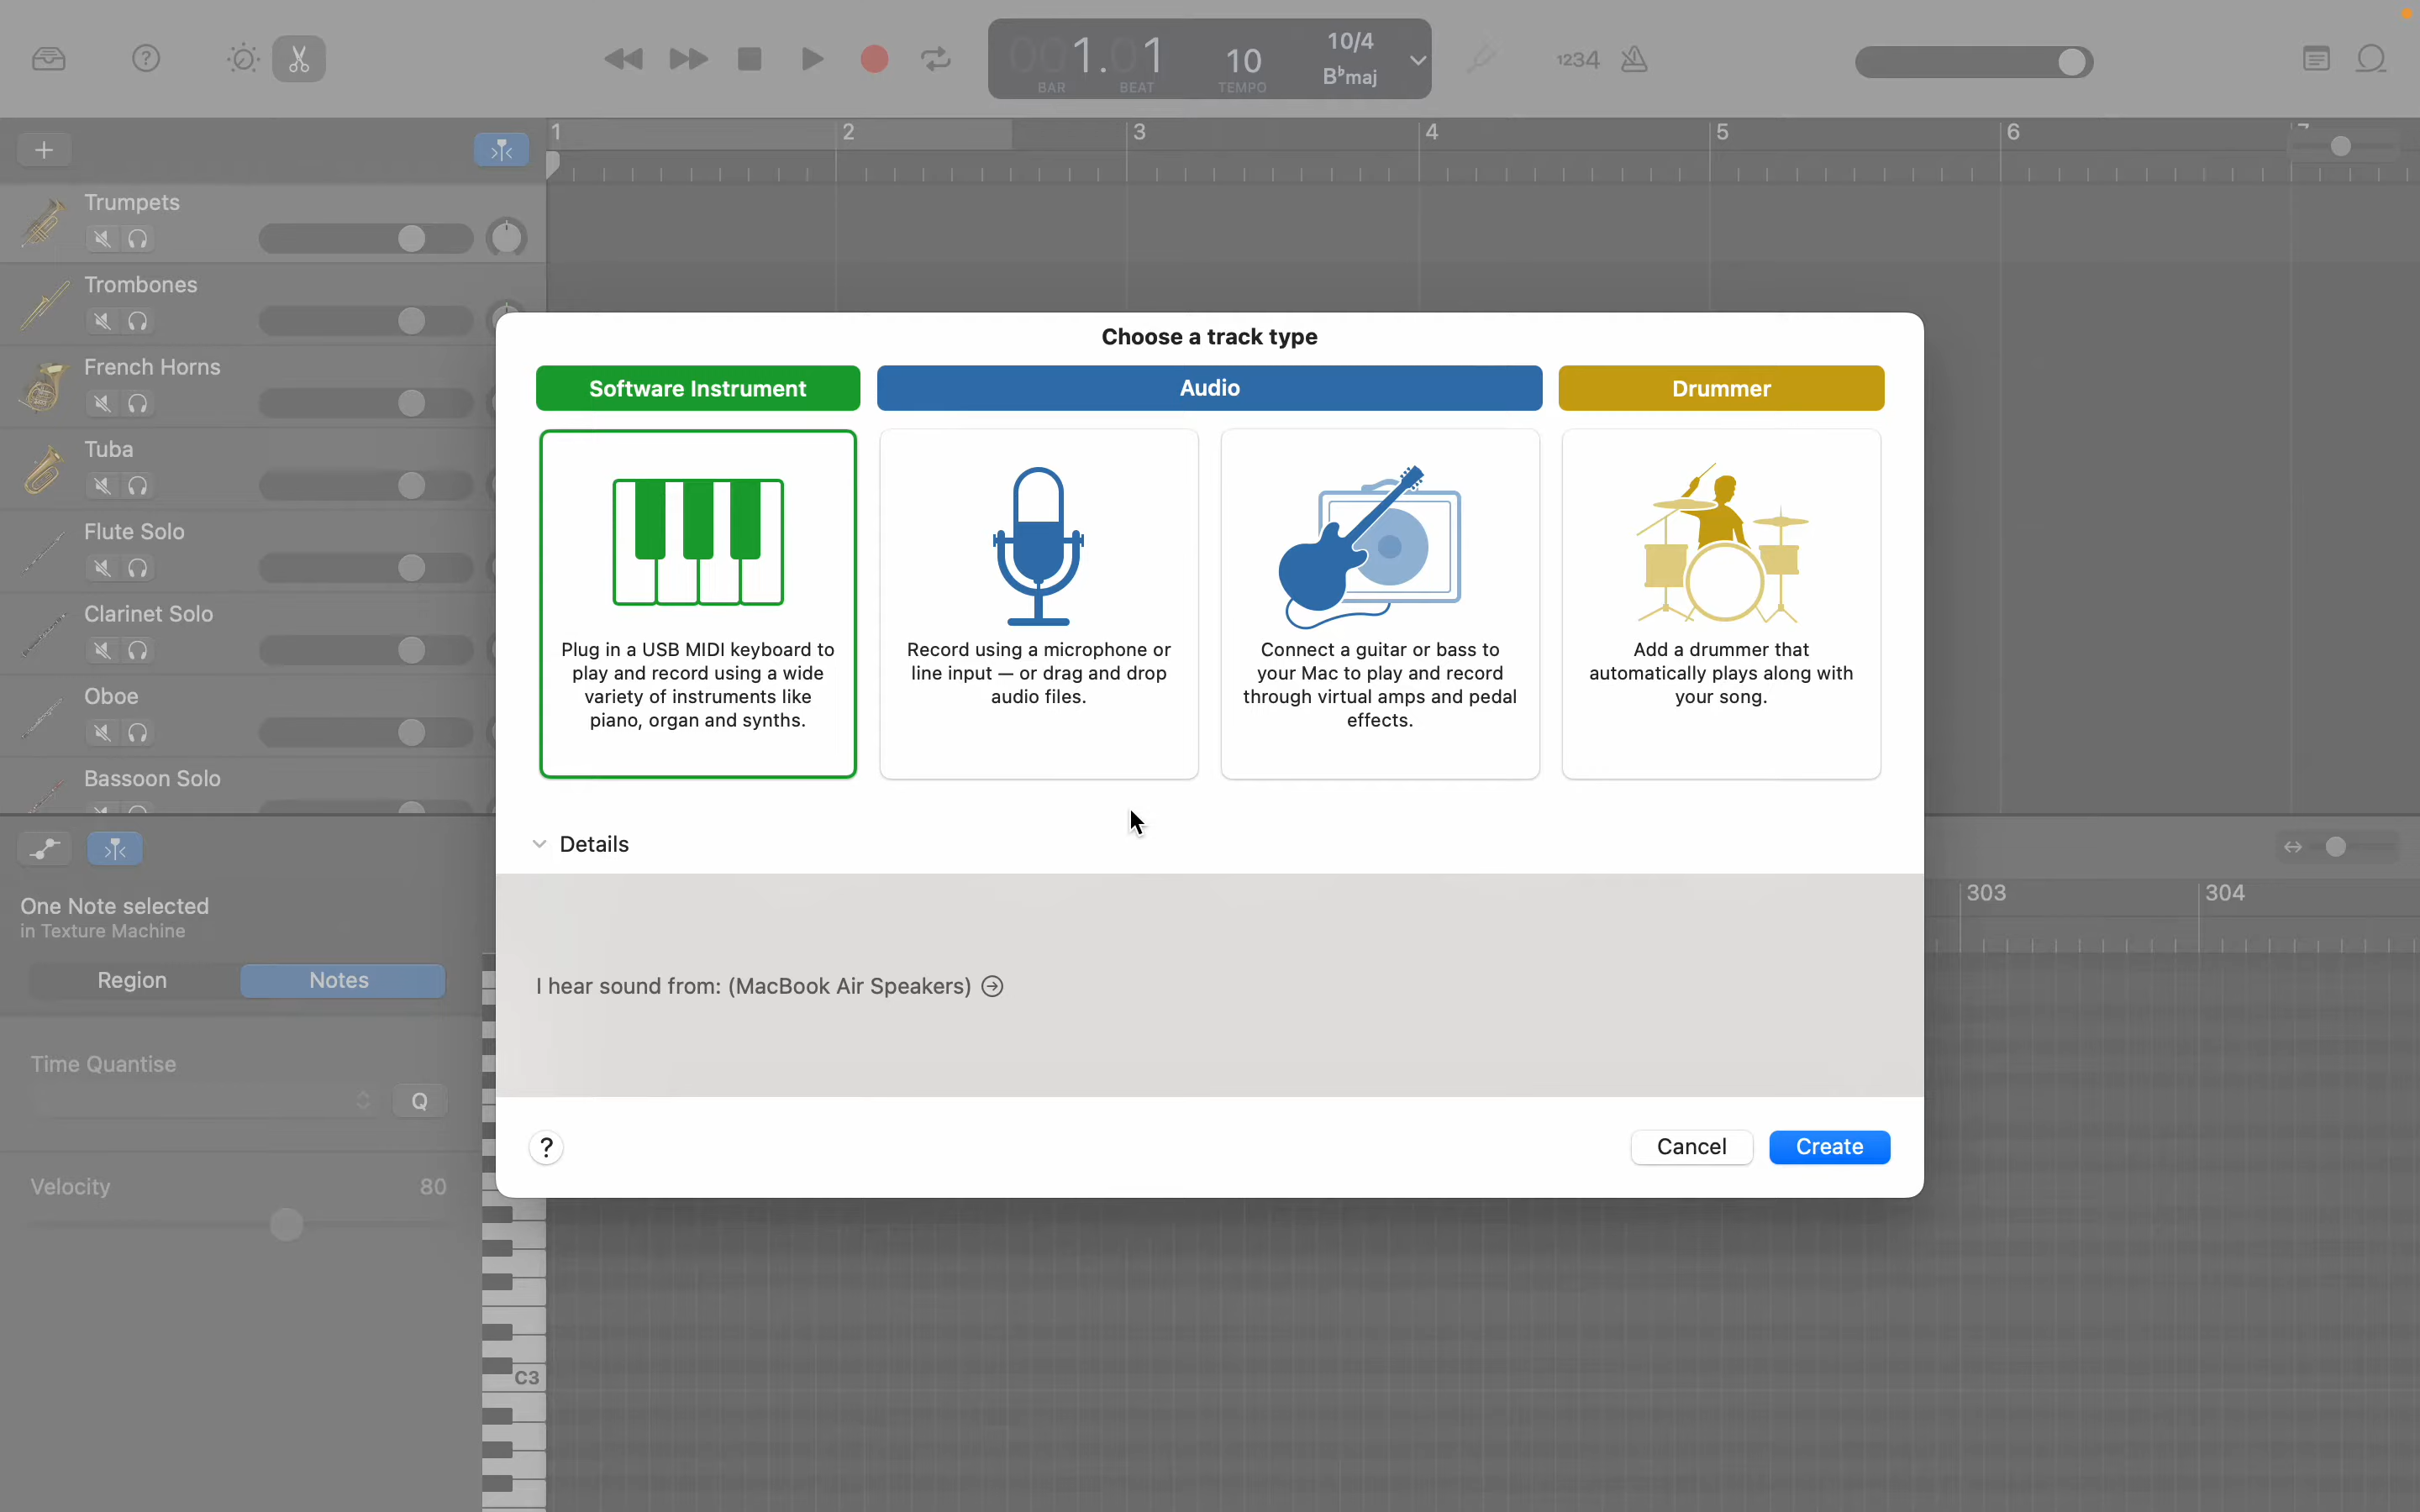 001.01
BAR
BEAT
10
TEMPO
10/4
B♭maj
1234
1
2
3
4
5
6
7
Trumpets
Trombones
French Horns
Tuba
Flute Solo
Clarinet Solo
Oboe
Bassoon Solo
Choose a track type
Software Instrument
Audio
Drummer
Plug in a USB MIDI keyboard to
play and record using a wide
variety of instruments like
piano, organ and synths.
Record using a microphone or
line input — or drag and drop
audio files.
Connect a guitar or bass to
your Mac to play and record
through virtual amps and pedal
effects.
Add a drummer that
automatically plays along with
your song.
Details
I hear sound from: (MacBook Air Speakers)
?
Cancel
Create
One Note selected
in Texture Machine
Region
Notes
Time Quantise
Q
Velocity
80
303
304
C3